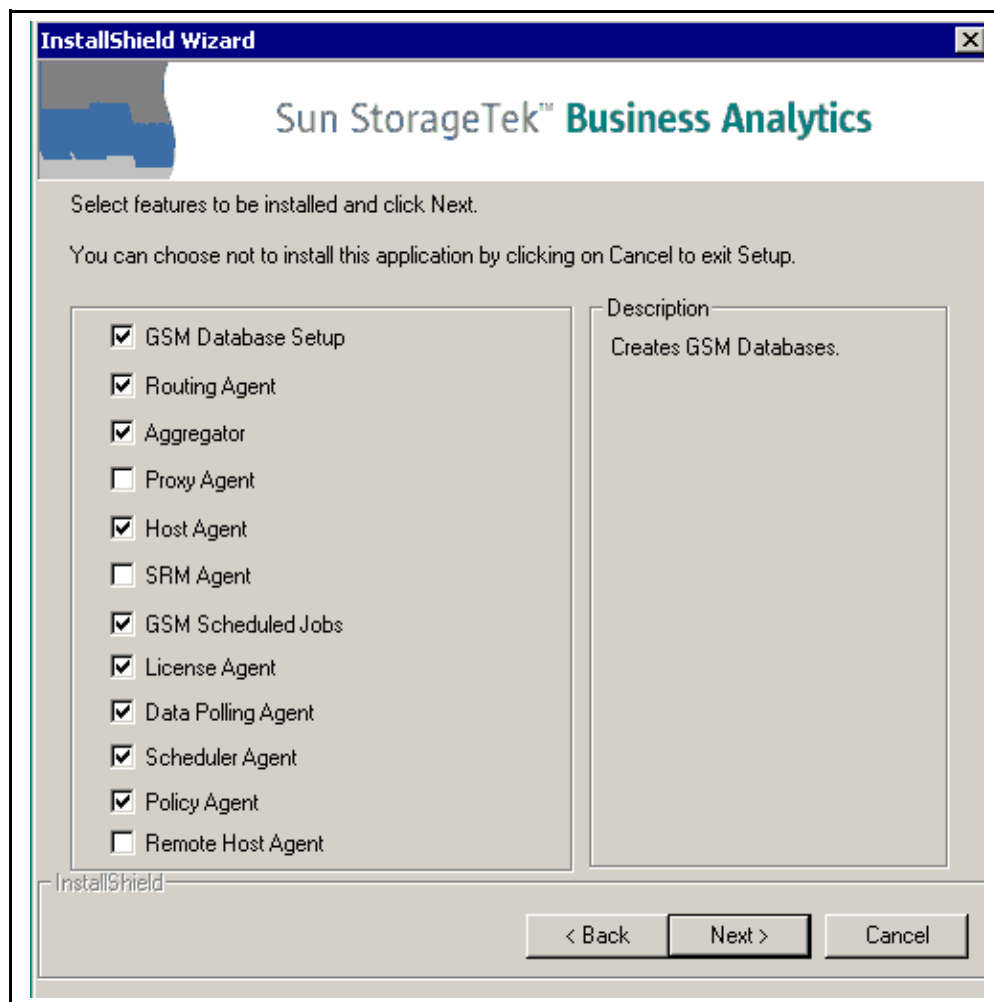 InstallShield Wizard
Sun StorageTek™ Business Analytics
Select features to be installed and click Next.
You can choose not to install this application by clicking on Cancel to exit Setup.
GSM Database Setup
Routing Agent
Aggregator
Proxy Agent
Host Agent
SRM Agent
GSM Scheduled Jobs
License Agent
Data Polling Agent
Scheduler Agent
Policy Agent
Remote Host Agent
Description
Creates GSM Databases.
InstallShield
< Back
Next >
Cancel